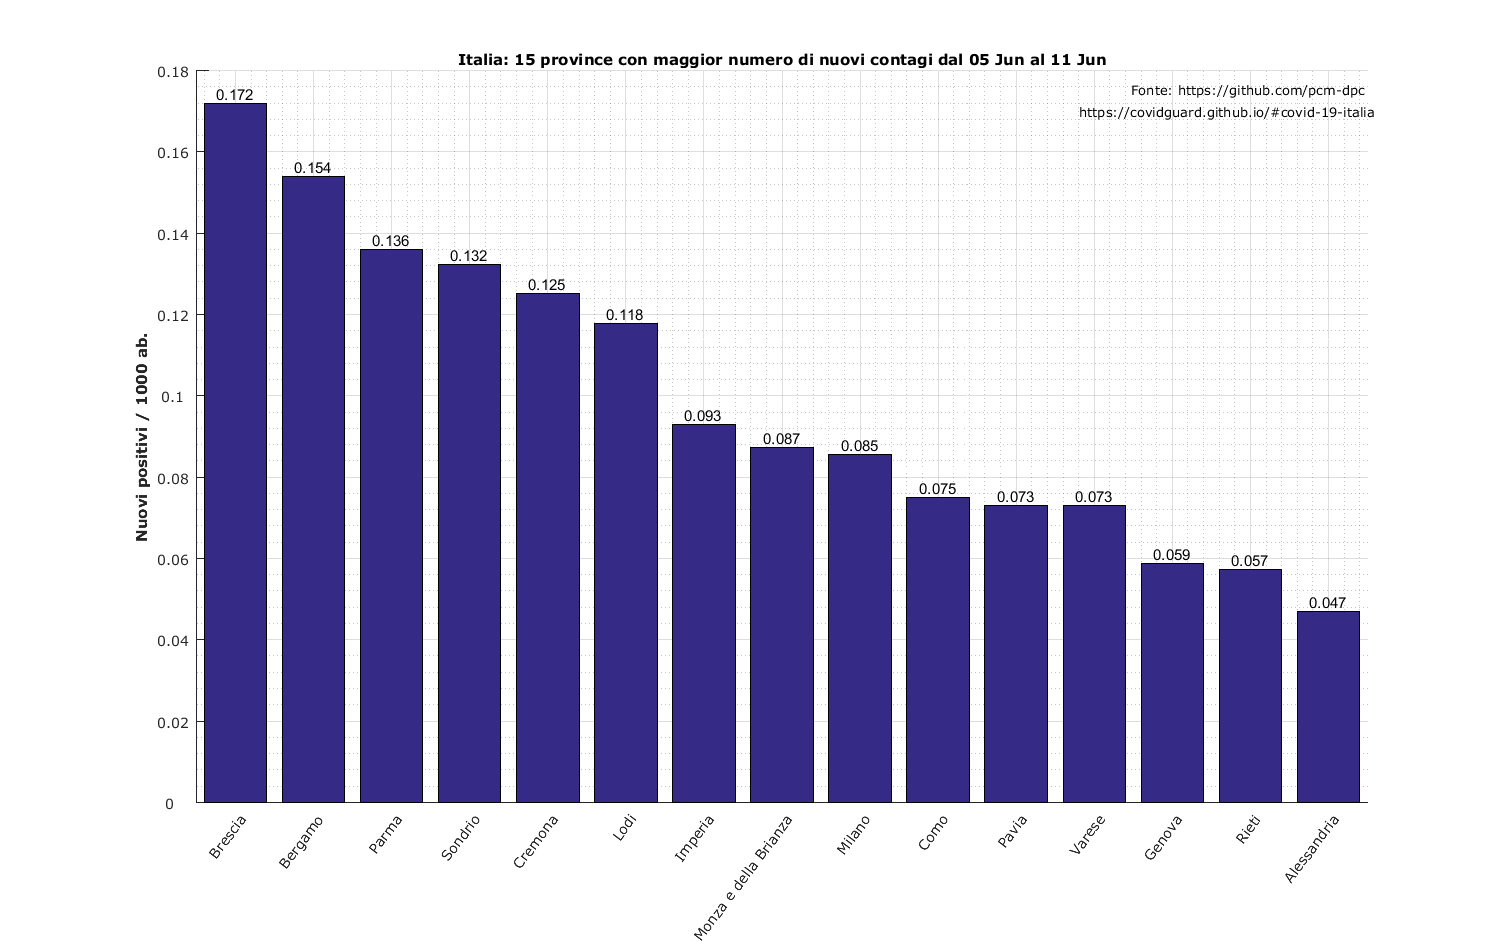 Italia: 15 province con maggior numero di nuovi contagi dal 05 Jun al 11 Jun
Fonte: https://github.com/pcm-dpc
https://covidguard.github.io/#covid-19-italia
Nuovi positivi / 1000 ab.
0.18
0.16
0.14
0.12
0.1
0.08
0.06
0.04
0.02
0
0.172
0.154
0.136
0.132
0.125
0.118
0.093
0.087
0.085
0.075
0.073
0.073
0.059
0.057
0.047
Brescia
Bergamo
Parma
Sondrio
Cremona
Lodi
Imperia
Monza e della Brianza
Milano
Como
Pavia
Varese
Genova
Rieti
Alessandria